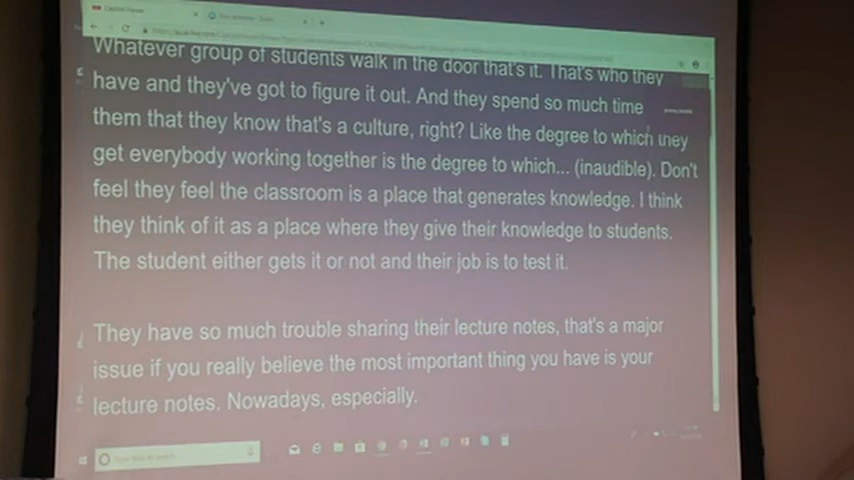 Whatever group of students walk in the door that's it. That's who they
have and they've got to figure it out. And they spend so much time
them that they know that's a culture, right? Like the degree to which they
get everybody working together is the degree to which... (inaudible). Don't
feel they feel the classroom is a place that generates knowledge. I think
they think of it as a place where they give their knowledge to students.
The student either gets it or not and their job is to test it.
They have so much trouble sharing their lecture notes, that's a major
issue if you really believe the most important thing you have is your
lecture notes. Nowadays, especially.